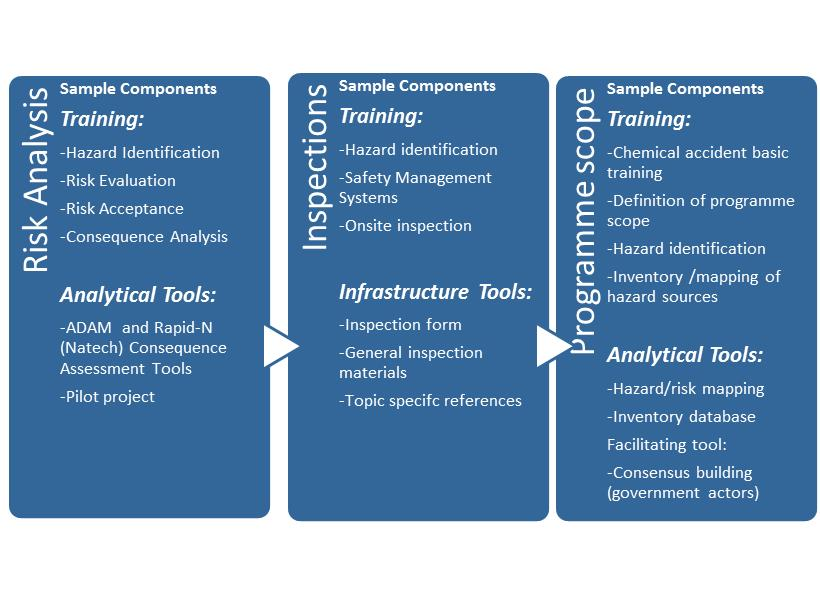 Risk Analysis
Sample Components
Training:
-Hazard Identification
-Risk Evaluation
-Risk Acceptance
-Consequence Analysis
Analytical Tools:
-ADAM and Rapid-N
(Natech) Consequence
Assessment Tools
-Pilot project
Inspections
Sample Components
Training:
-Hazard identification
-Safety Management
Systems
-Onsite inspection
Infrastructure Tools:
-Inspection form
-General inspection
materials
-Topic specifc references
Programme scope
Sample Components
Training:
-Chemical accident basic
training
-Definition of programme
scope
-Hazard identification
-Inventory /mapping of
hazard sources
Analytical Tools:
-Hazard/risk mapping
-Inventory database
Facilitating tool:
-Consensus building
(government actors)